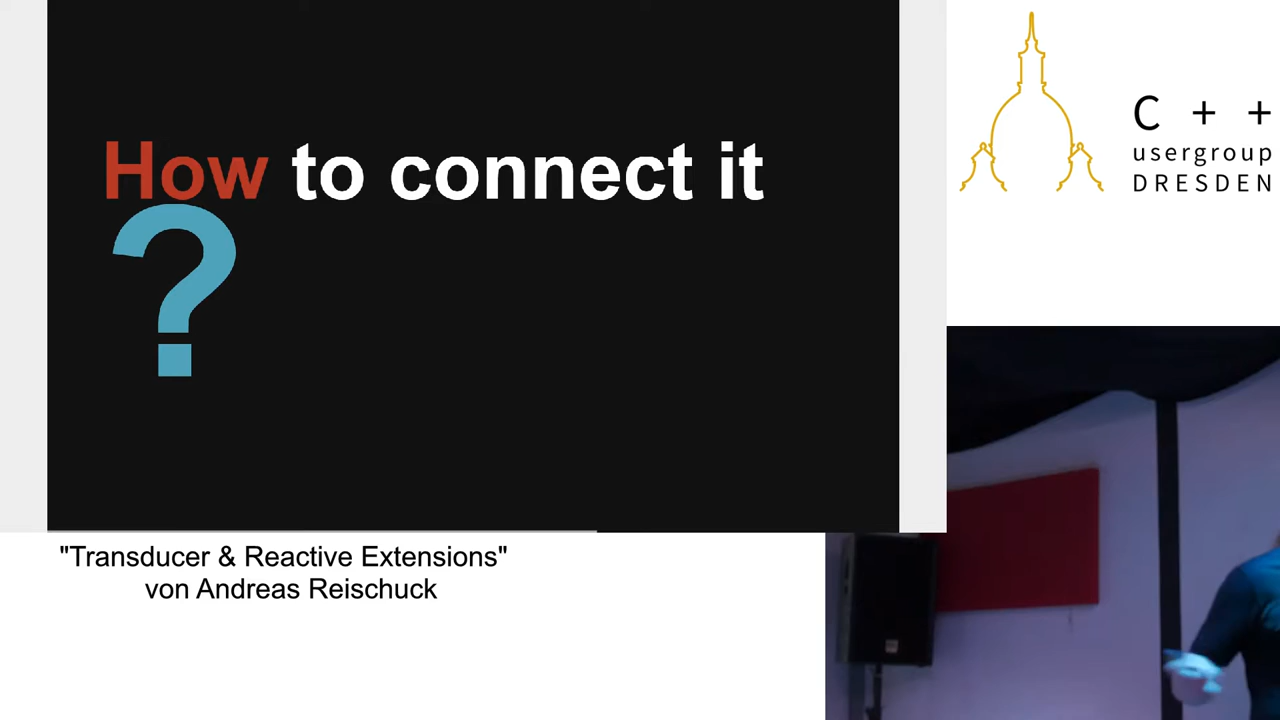 How to connect it
?
C + +
usergroup
DRESDEN
"Transducer & Reactive Extensions"
von Andreas Reischuck